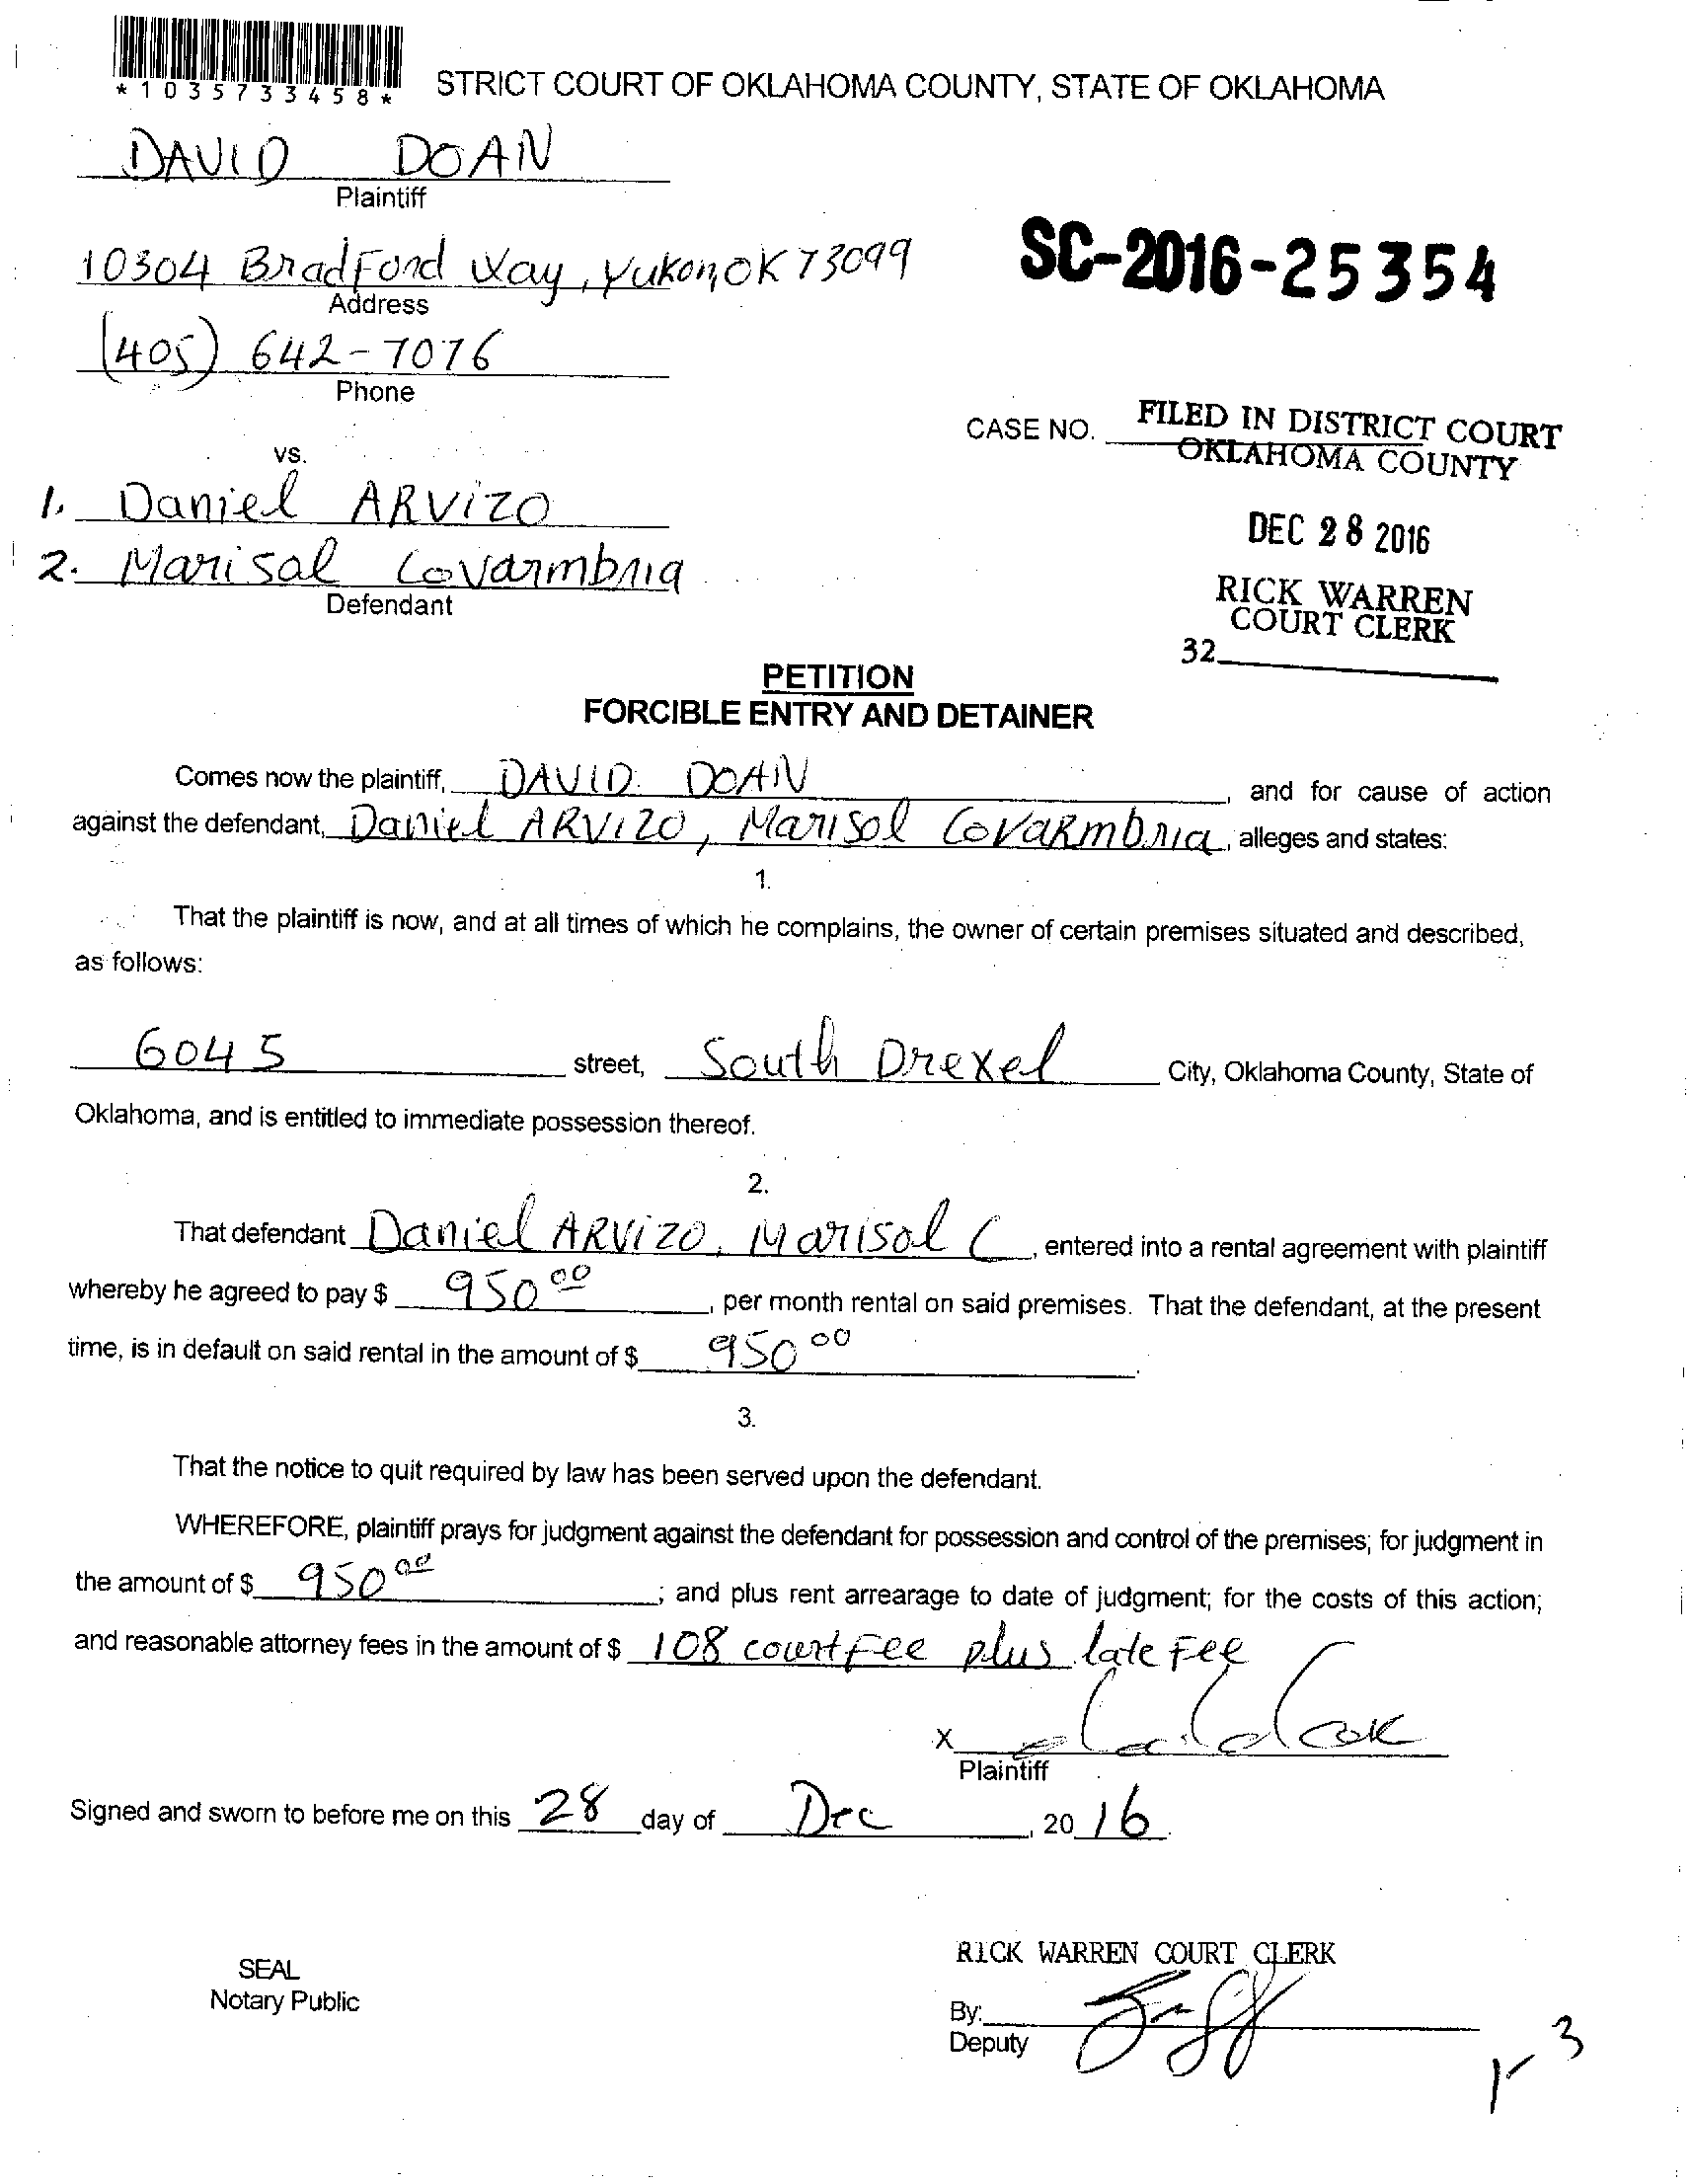 *1035733458*
STRICT COURT OF OKLAHOMA COUNTY, STATE OF OKLAHOMA
DAVID DOAN
Plaintiff
10304 Bradford Way, Yukon, OK 73099
Address
SC-2016-25354
(405) 642-7076
Phone
CASE NO. FILED IN DISTRICT COURT
OKLAHOMA COUNTY
vs.
1. Daniel ARVIZO
DEC 28 2016
2. Marisal Covarmbria
Defendant
RICK WARREN
COURT CLERK
32
PETITION
FORCIBLE ENTRY AND DETAINER
Comes now the plaintiff, DAVID DOAN, and for cause of action
against the defendant, Daniel ARVIZO, Marisol Covarmbria, alleges and states:
1.
That the plaintiff is now, and at all times of which he complains, the owner of certain premises situated and described,
as follows:
6045 street, South Drexel City, Oklahoma County, State of
Oklahoma, and is entitled to immediate possession thereof.
2.
That defendant Daniel ARVIZO, Marisol C, entered into a rental agreement with plaintiff
whereby he agreed to pay $ 950 00, per month rental on said premises. That the defendant, at the present
time, is in default on said rental in the amount of $ 950 00.
3.
That the notice to quit required by law has been served upon the defendant.
WHEREFORE, plaintiff prays for judgment against the defendant for possession and control of the premises; for judgment in
the amount of $ 950 00; and plus rent arrearage to date of judgment; for the costs of this action;
and reasonable attorney fees in the amount of $ 108 court Fee plus late Fee
X
Plaintiff
Signed and sworn to before me on this 28 day of Dec, 20 16.
RICK WARREN COURT CLERK
SEAL
Notary Public
By:
Deputy
1-3